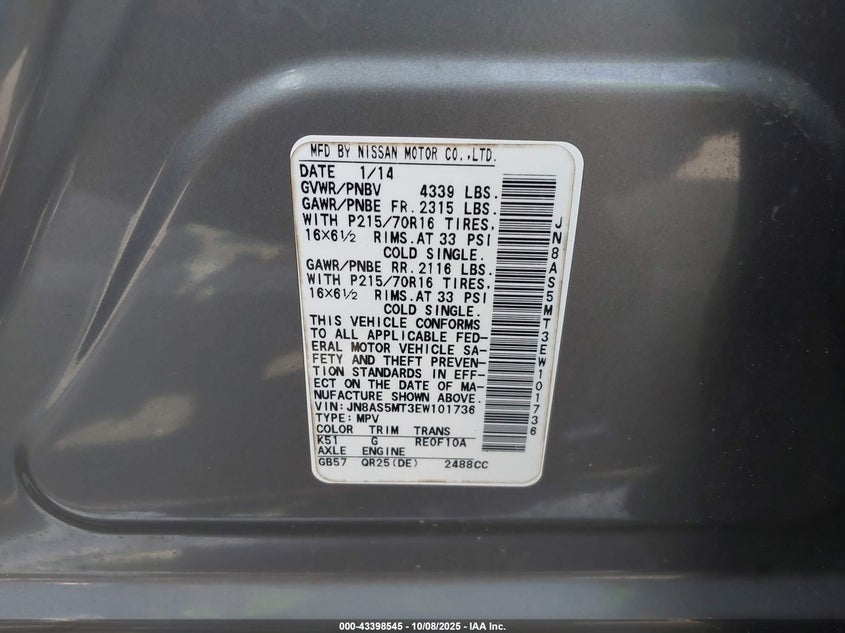 MFD BY NISSAN MOTOR CO.,LTD.
DATE 1/14
GVWR/PNBV 4339 LBS.
GAWR/PNBE FR.2315 LBS.
WITH P215/70R16 TIRES,
16X6½ RIMS.AT 33 PSI
COLD SINGLE.
GAWR/PNBE RR.2116 LBS.
WITH P215/70R16 TIRES,
16X6½ RIMS.AT 33 PSI
COLD SINGLE.
THIS VEHICLE CONFORMS
TO ALL APPLICABLE FED-
ERAL MOTOR VEHICLE SA-
FETY AND THEFT PREVEN-
TION STANDARDS IN EFF-
ECT ON THE DATE OF MA-
NUFACTURE SHOWN ABOVE.
VIN:JN8AS5MT3EW101736
TYPE:MPV
COLOR TRIM TRANS
K51 G RE0F10A
AXLE ENGINE
GB57 QR25(DE) 2488CC
JN8AS5MT3EW101736
000-43398545 - 10/08/2025 - IAA Inc.